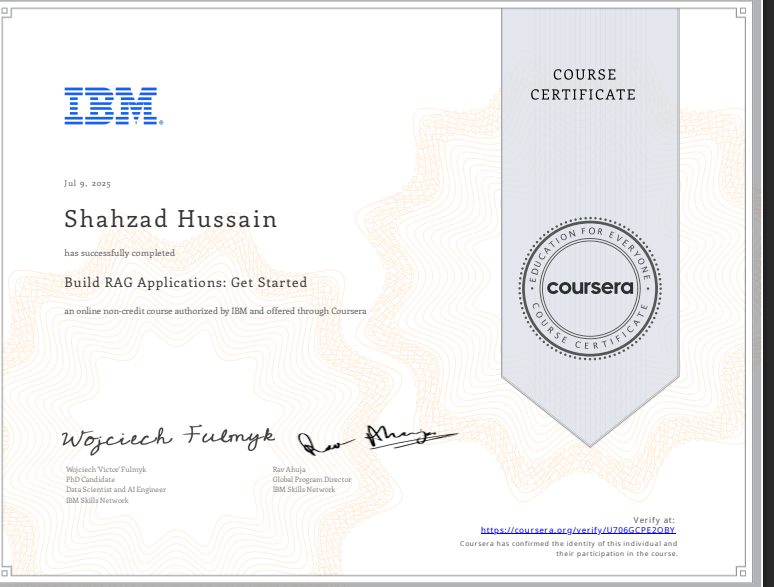 COURSE
CERTIFICATE
IBM®
Jul 9, 2025
Shahzad Hussain
has successfully completed
Build RAG Applications: Get Started
an online non-credit course authorized by IBM and offered through Coursera
EDUCATION FOR EVERYONE
coursera
COURSE CERTIFICATE
Wojciech Fulmyk
Rav Ahuja
Wojciech 'Victor' Fulmyk
PhD Candidate
Data Scientist and AI Engineer
IBM Skills Network
Rav Ahuja
Global Program Director
IBM Skills Network
Verify at:
https://coursera.org/verify/U706GCPE2OBY
Coursera has confirmed the identity of this individual and
their participation in the course.